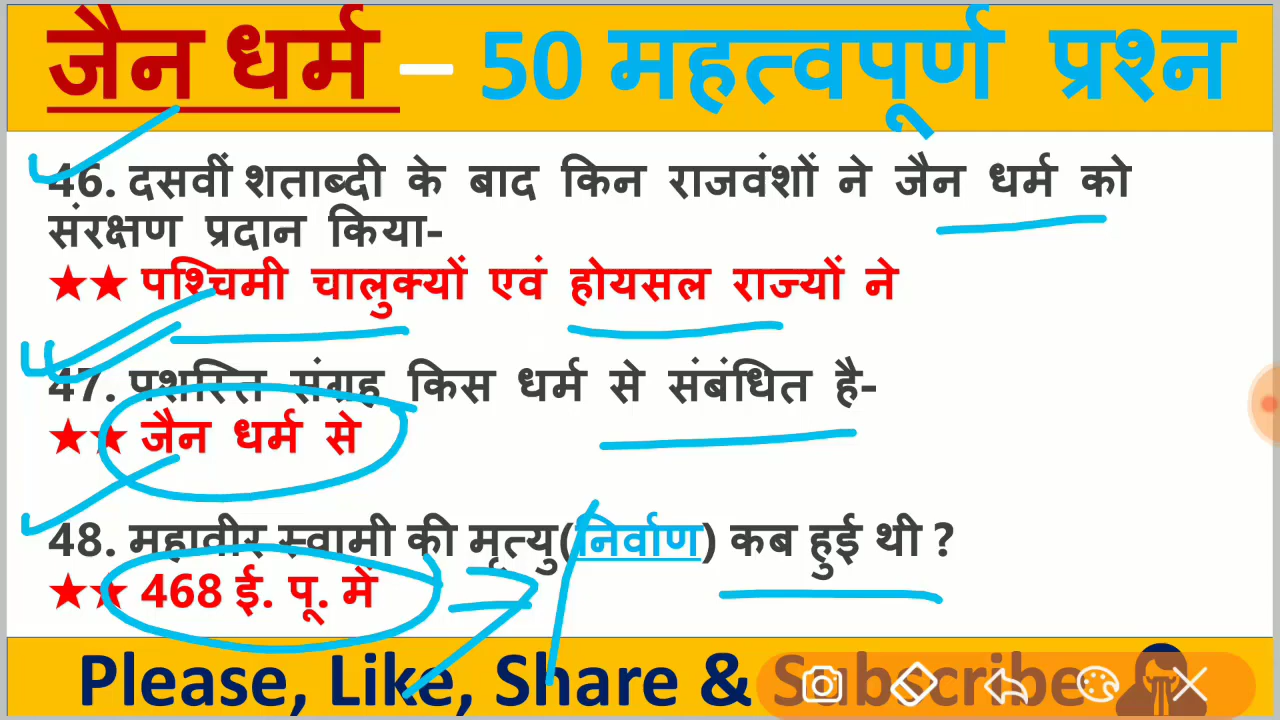 जैन धर्म – 50 महत्वपूर्ण प्रश्न
46. दसवीं शताब्दी के बाद किन राजवंशों ने जैन धर्म को
संरक्षण प्रदान किया-
★★ पश्चिमी चालुक्यों एवं होयसल राज्यों ने
47. प्रशस्ति संग्रह किस धर्म से संबंधित है-
★★ जैन धर्म से
48. महावीर स्वामी की मृत्यु(निर्वाण) कब हुई थी ?
★★ 468 ई. पू. में
Please, Like, Share & Subscribe